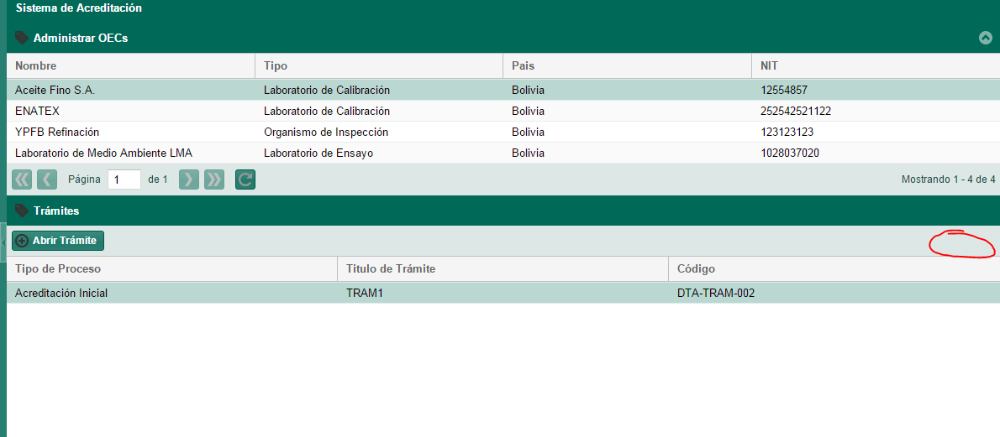 Sistema de Acreditación
Administrar OECs
Nombre Tipo Pais NIT
Aceite Fino S.A. Laboratorio de Calibración Bolivia 12554857
ENATEX Laboratorio de Calibración Bolivia 252542521122
YPFB Refinación Organismo de Inspección Bolivia 123123123
Laboratorio de Medio Ambiente LMA Laboratorio de Ensayo Bolivia 1028037020
Página 1 de 1 Mostrando 1 - 4 de 4
Trámites
Abrir Trámite
Tipo de Proceso Titulo de Trámite Código
Acreditación Inicial TRAM1 DTA-TRAM-002